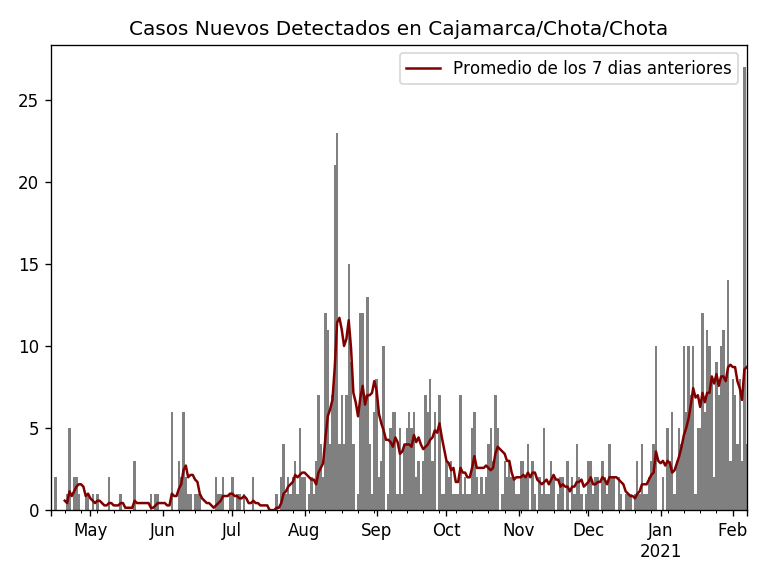 Casos Nuevos Detectados en Cajamarca/Chota/Chota
Promedio de los 7 dias anteriores
25
20
15
10
5
0
May Jun Jul Aug Sep Oct Nov Dec Jan Feb
2021